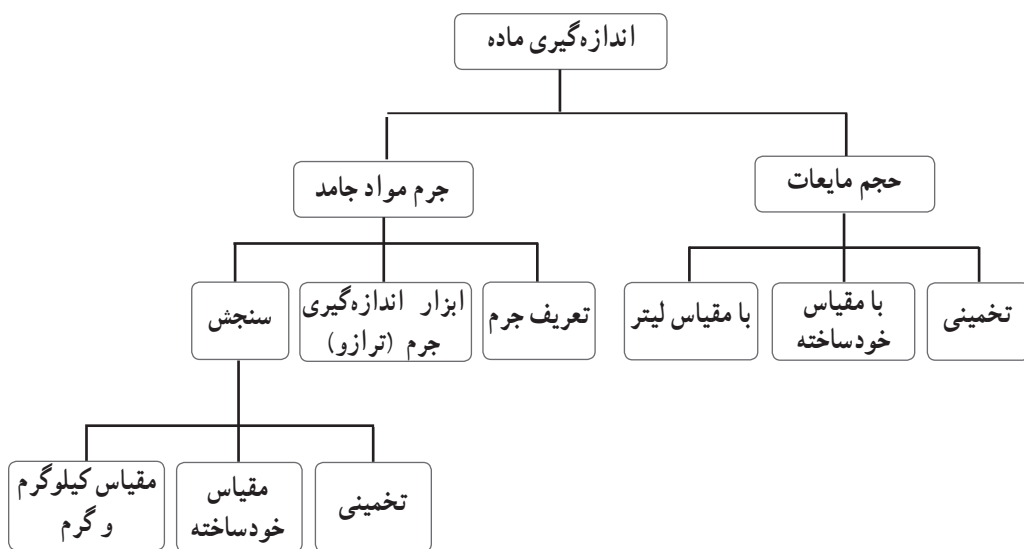 اندازه‌گیری ماده
حجم مایعات
جرم مواد جامد
تخمینی
با مقیاس
خودساخته
با مقیاس لیتر
تعریف جرم
ابزار اندازه‌گیری
جرم (ترازو)
سنجش
تخمینی
مقیاس
خودساخته
مقیاس کیلوگرم
و گرم